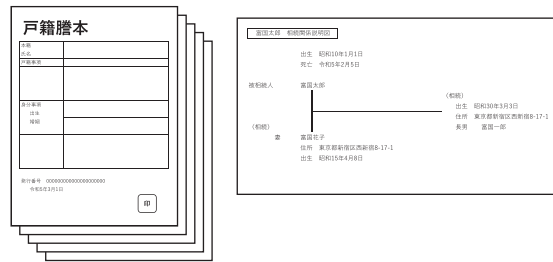 戸籍謄本
本籍
氏名
戸籍事項
身分事項
出生
婚姻
発行番号 000000000000000000000
令和5年3月1日
印
富国太郎 相続関係説明図
出生 昭和10年1月1日
死亡 令和5年2月5日
被相続人 富国太郎
（相続）
出生 昭和30年3月3日
住所 東京都新宿区西新宿8-17-1
長男 富国一郎
（相続）
妻 富国花子
住所 東京都新宿区西新宿8-17-1
出生 昭和15年4月8日